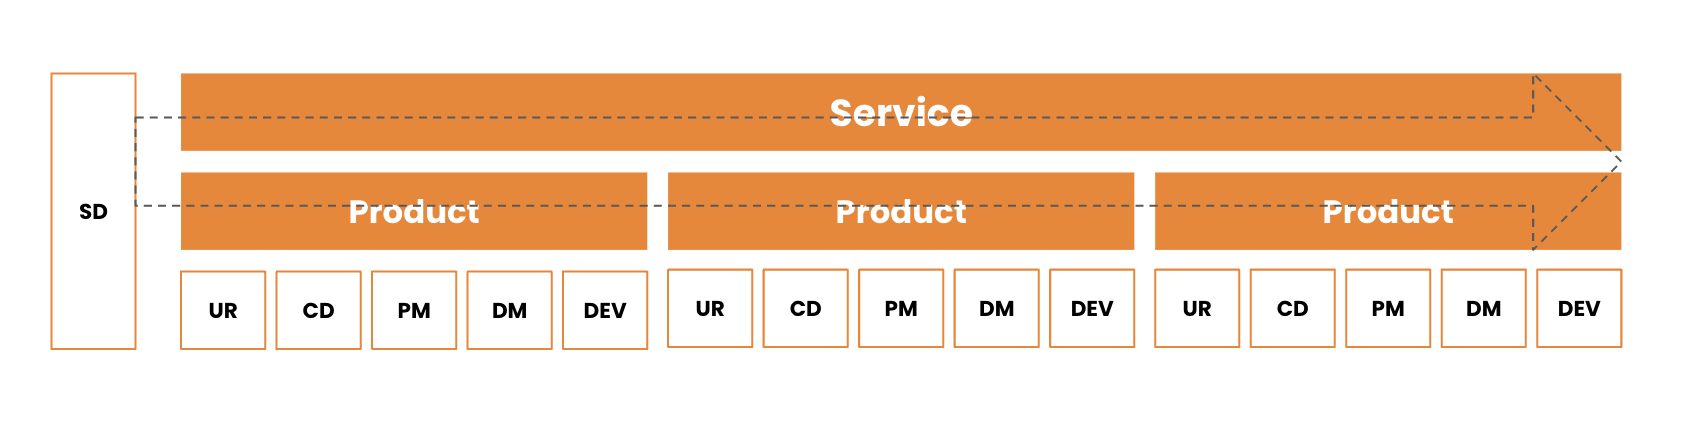 SD
Service
Product Product Product
UR CD PM DM DEV UR CD PM DM DEV UR CD PM DM DEV